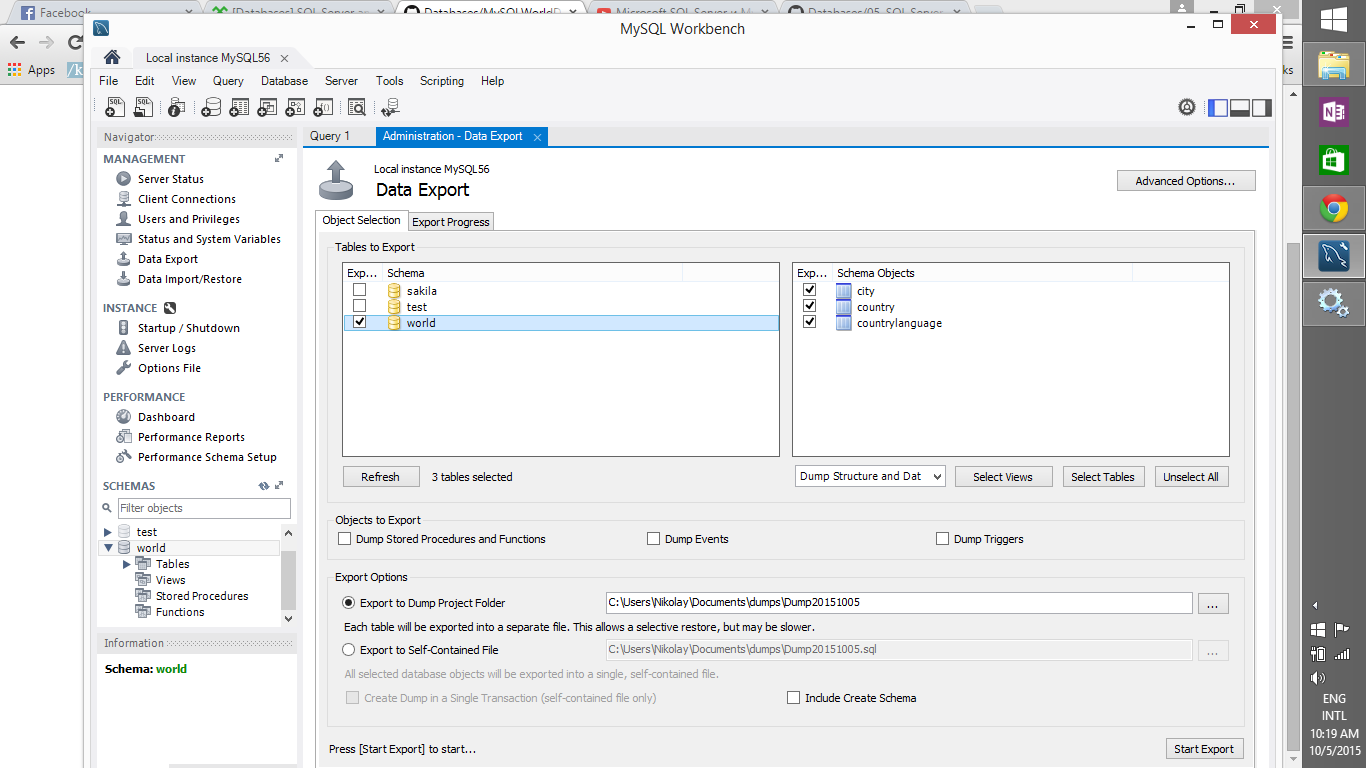 Facebook
[Databases] SQL Server a
Databases/MySQLWorldD
Microsoft SQL Server v M
Databases/05. SQL Server
MySQL Workbench
Apps
Local instance MySQL56
File Edit View Query Database Server Tools Scripting Help
Navigator
Query 1
Administration - Data Export
MANAGEMENT
Server Status
Client Connections
Users and Privileges
Status and System Variables
Data Export
Data Import/Restore
INSTANCE
Startup / Shutdown
Server Logs
Options File
PERFORMANCE
Dashboard
Performance Reports
Performance Schema Setup
SCHEMAS
Filter objects
test
world
Tables
Views
Stored Procedures
Functions
Information
Schema: world
Local instance MySQL56
Data Export
Advanced Options...
Object Selection
Export Progress
Tables to Export
Exp... Schema
sakila
test
world
Exp... Schema Objects
city
country
countrylanguage
Refresh
3 tables selected
Dump Structure and Dat
Select Views
Select Tables
Unselect All
Objects to Export
Dump Stored Procedures and Functions
Dump Events
Dump Triggers
Export Options
Export to Dump Project Folder
C:\Users\Nikolay\Documents\dumps\Dump20151005
...
Each table will be exported into a separate file. This allows a selective restore, but may be slower.
Export to Self-Contained File
C:\Users\Nikolay\Documents\dumps\Dump20151005.sql
...
All selected database objects will be exported into a single, self-contained file.
Create Dump in a Single Transaction (self-contained file only)
Include Create Schema
Press [Start Export] to start...
Start Export
ENG
INTL
10:19 AM
10/5/2015